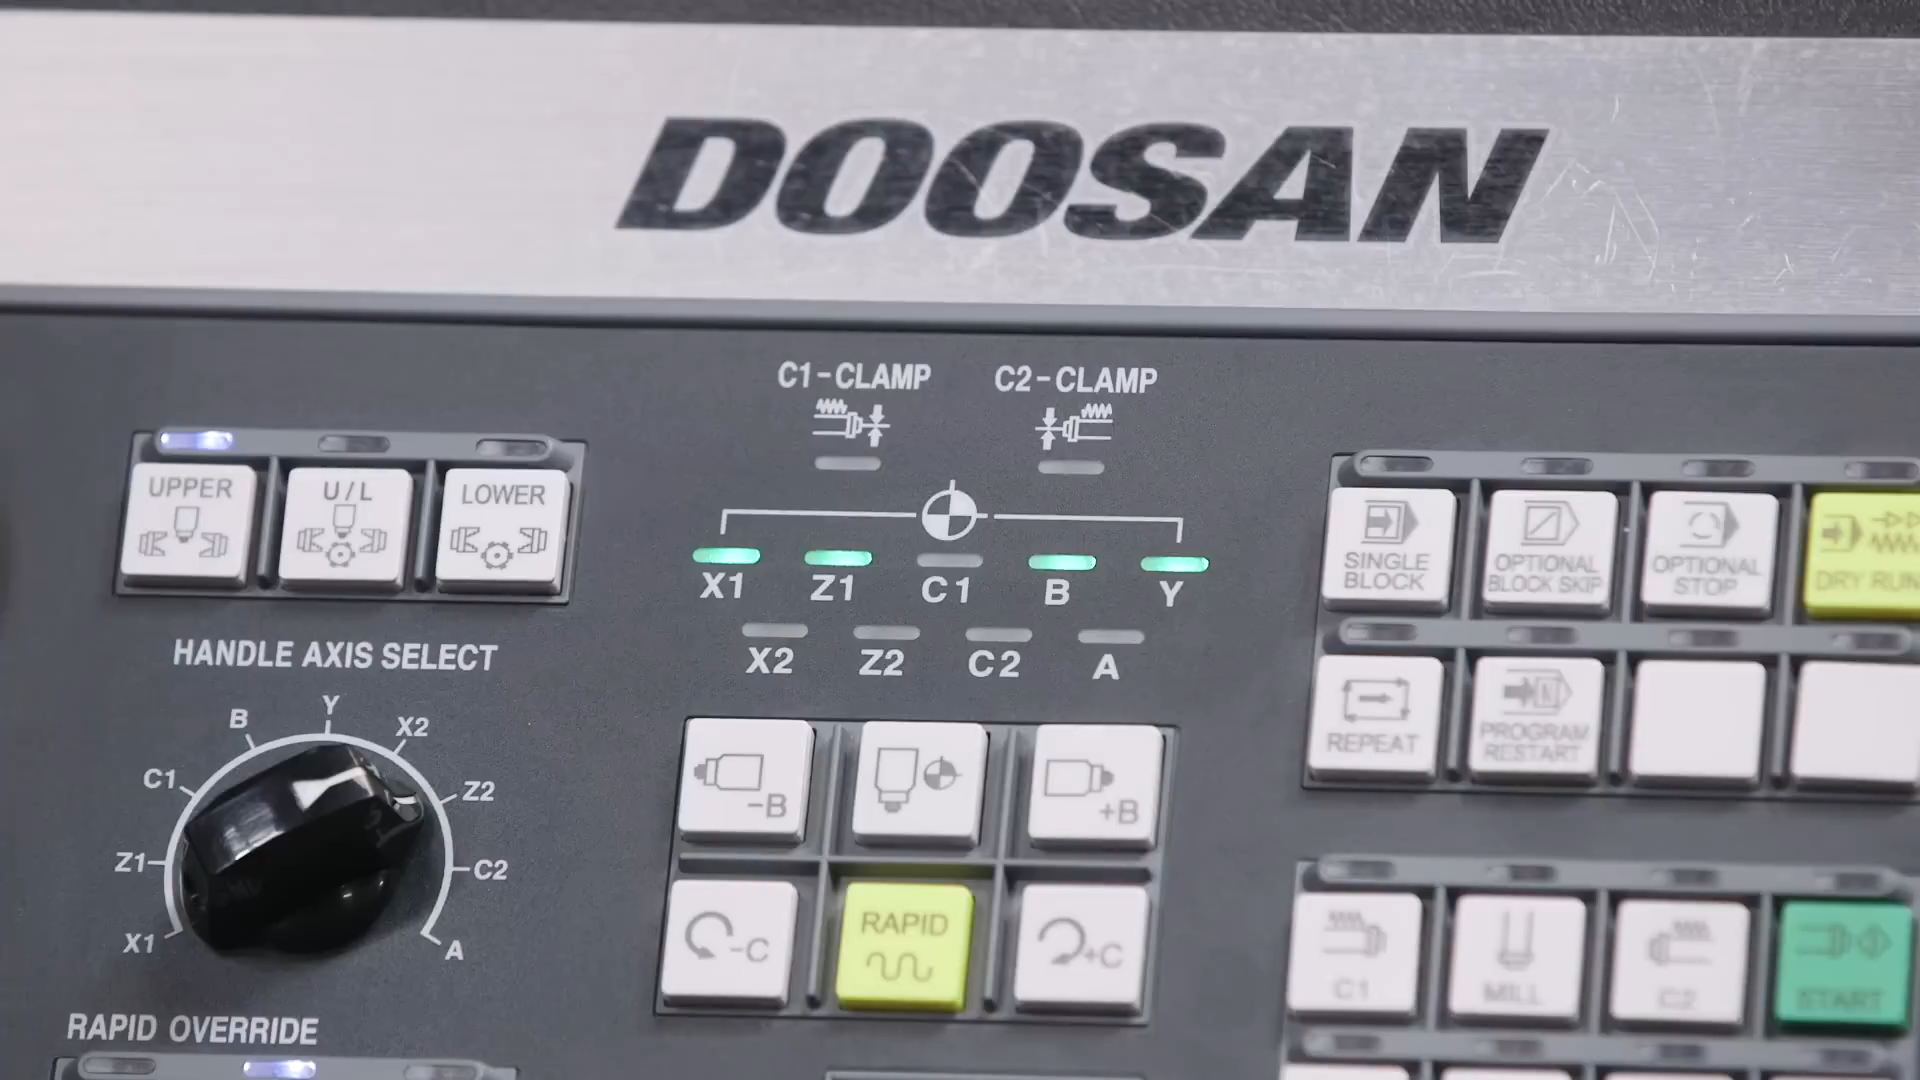 DOOSAN
C1-CLAMP
C2-CLAMP
UPPER
U/L
LOWER
X1
Z1
C1
B
Y
X2
Z2
C2
A
HANDLE AXIS SELECT
X1
Z1
C1
B
Y
X2
Z2
C2
A
RAPID OVERRIDE
-B
+B
-C
RAPID
+C
SINGLE
BLOCK
OPTIONAL
BLOCK SKIP
OPTIONAL
STOP
DRY RUN
REPEAT
PROGRAM
RESTART
C1
MILL
C2
START